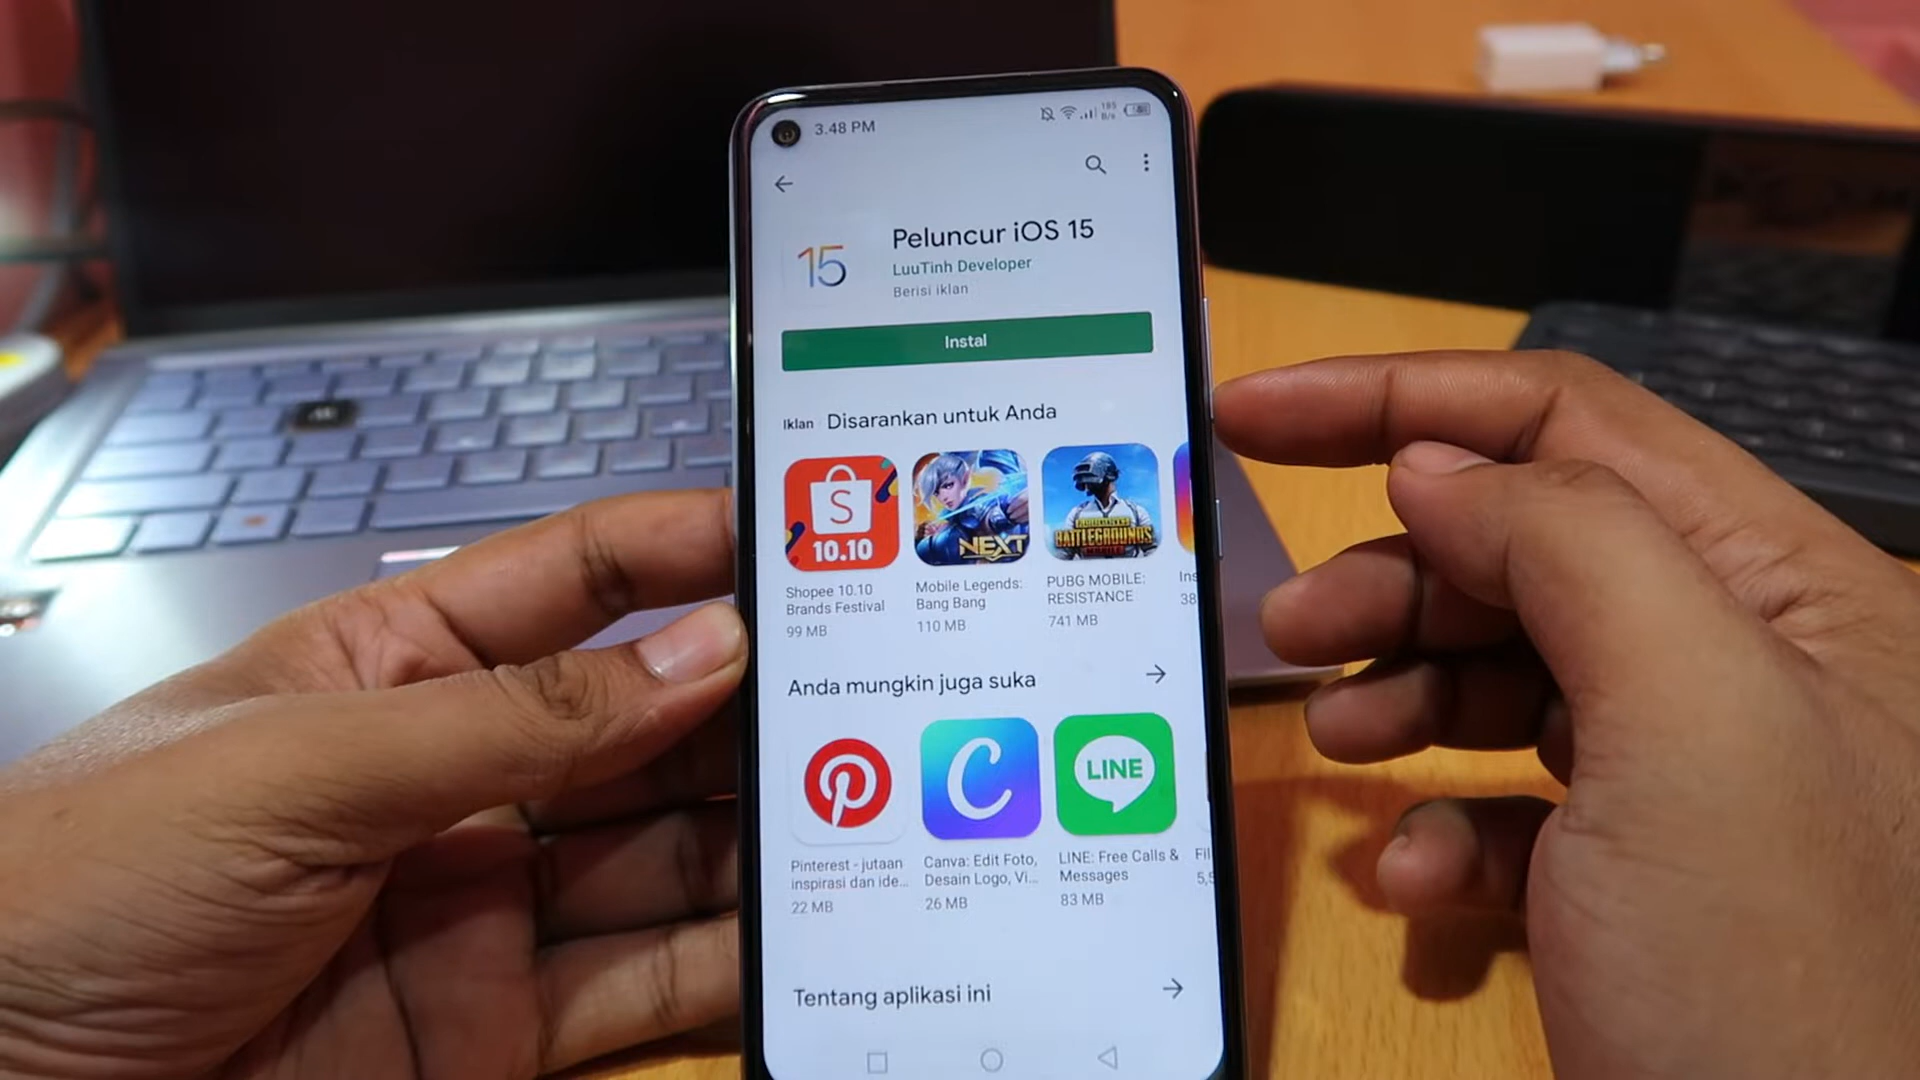 3.48 PM
185
B/s
15
Peluncur iOS 15
LuuTinh Developer
Berisi iklan
Instal
Iklan Disarankan untuk Anda
S
10.10
NEXT
BATTLEGROUNDS
Shopee 10.10
Brands Festival
99 MB
Mobile Legends:
Bang Bang
110 MB
PUBG MOBILE:
RESISTANCE
741 MB
Ins
38
Anda mungkin juga suka
C
LINE
Pinterest - jutaan
inspirasi dan ide...
22 MB
Canva: Edit Foto,
Desain Logo, Vi...
26 MB
LINE: Free Calls &
Messages
83 MB
Fil
5,5
Tentang aplikasi ini